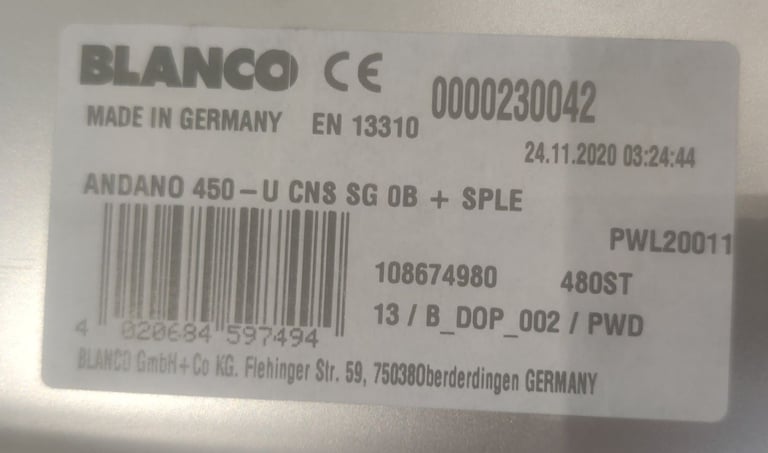 BLANCO CE 0000230042
MADE IN GERMANY EN 13310
24.11.2020 03:24:44
ANDANO 450-U CNS SG 0B + SPLE
PWL20011
108674980 480ST
13 / B_DOP_002 / PWD
4 020684 597494
BLANCO GmbH+Co KG. Flehinger Str. 59, 75038Oberderdingen GERMANY